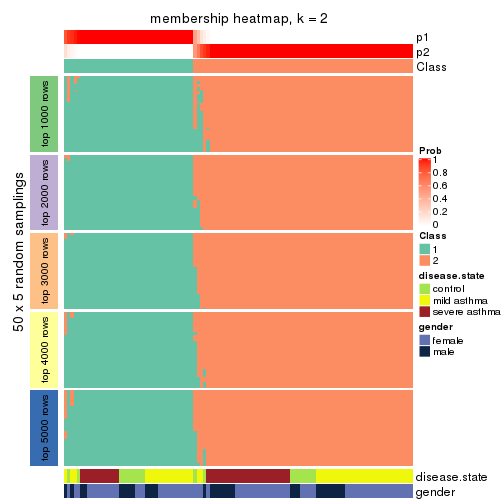 membership heatmap, k = 2
p1
p2
Class
50 x 5 random samplings
top 1000 rows
top 2000 rows
top 3000 rows
top 4000 rows
top 5000 rows
Prob
1
0.8
0.6
0.4
0.2
0
Class
1
2
disease.state
control
mild asthma
severe asthma
gender
female
male
disease.state
gender